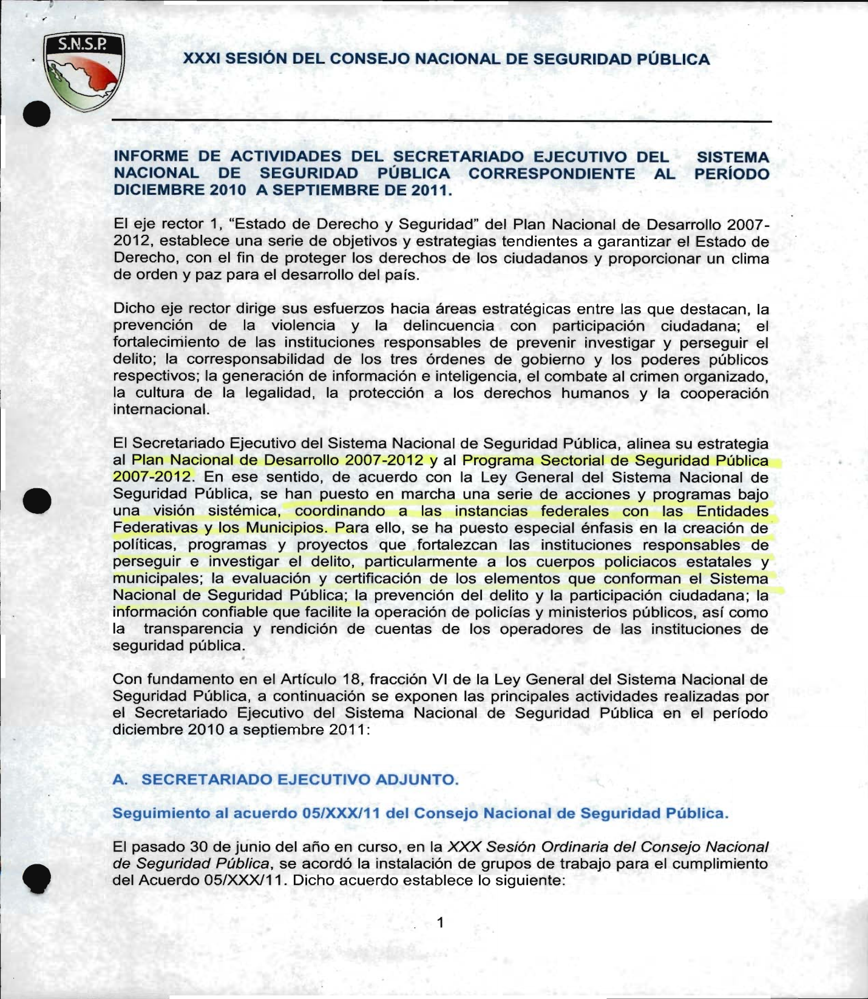 S.N.S.P.
XXXI SESIÓN DEL CONSEJO NACIONAL DE SEGURIDAD PÚBLICA
INFORME DE ACTIVIDADES DEL SECRETARIADO EJECUTIVO DEL SISTEMA
NACIONAL DE SEGURIDAD PÚBLICA CORRESPONDIENTE AL PERÍODO
DICIEMBRE 2010 A SEPTIEMBRE DE 2011.
El eje rector 1, “Estado de Derecho y Seguridad” del Plan Nacional de Desarrollo 2007-
2012, establece una serie de objetivos y estrategias tendientes a garantizar el Estado de
Derecho, con el fin de proteger los derechos de los ciudadanos y proporcionar un clima
de orden y paz para el desarrollo del país.
Dicho eje rector dirige sus esfuerzos hacia áreas estratégicas entre las que destacan, la
prevención de la violencia y la delincuencia con participación ciudadana; el
fortalecimiento de las instituciones responsables de prevenir investigar y perseguir el
delito; la corresponsabilidad de los tres órdenes de gobierno y los poderes públicos
respectivos; la generación de información e inteligencia, el combate al crimen organizado,
la cultura de la legalidad, la protección a los derechos humanos y la cooperación
internacional.
El Secretariado Ejecutivo del Sistema Nacional de Seguridad Pública, alinea su estrategia
al Plan Nacional de Desarrollo 2007-2012 y al Programa Sectorial de Seguridad Pública
2007-2012. En ese sentido, de acuerdo con la Ley General del Sistema Nacional de
Seguridad Pública, se han puesto en marcha una serie de acciones y programas bajo
una visión sistémica, coordinando a las instancias federales con las Entidades
Federativas y los Municipios. Para ello, se ha puesto especial énfasis en la creación de
políticas, programas y proyectos que fortalezcan las instituciones responsables de
perseguir e investigar el delito, particularmente a los cuerpos policiacos estatales y
municipales; la evaluación y certificación de los elementos que conforman el Sistema
Nacional de Seguridad Pública; la prevención del delito y la participación ciudadana; la
información confiable que facilite la operación de policías y ministerios públicos, así como
la transparencia y rendición de cuentas de los operadores de las instituciones de
seguridad pública.
Con fundamento en el Artículo 18, fracción VI de la Ley General del Sistema Nacional de
Seguridad Pública, a continuación se exponen las principales actividades realizadas por
el Secretariado Ejecutivo del Sistema Nacional de Seguridad Pública en el período
diciembre 2010 a septiembre 2011:
A. SECRETARIADO EJECUTIVO ADJUNTO.
Seguimiento al acuerdo 05/XXX/11 del Consejo Nacional de Seguridad Pública.
El pasado 30 de junio del año en curso, en la XXX Sesión Ordinaria del Consejo Nacional
de Seguridad Pública, se acordó la instalación de grupos de trabajo para el cumplimiento
del Acuerdo 05/XXX/11. Dicho acuerdo establece lo siguiente:
1